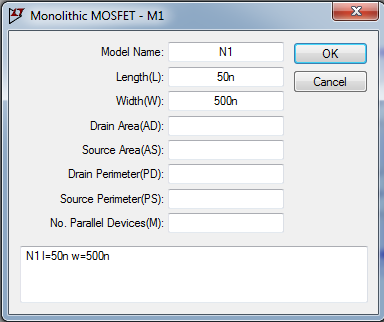 Monolithic MOSFET - M1
Model Name: N1
OK
Length(L): 50n
Cancel
Width(W): 500n
Drain Area(AD):
Source Area(AS):
Drain Perimeter(PD):
Source Perimeter(PS):
No. Parallel Devices(M):
N1 l=50n w=500n